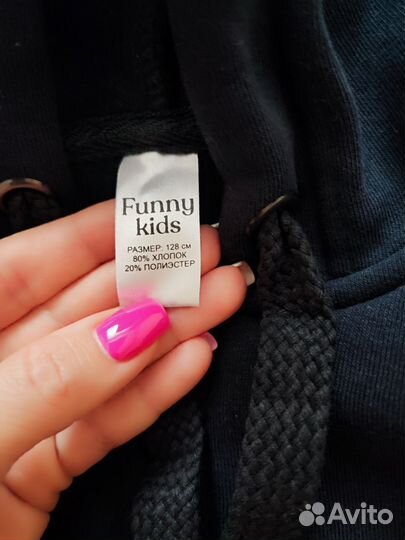 Funny
kids
РАЗМЕР: 128 см
80% ХЛОПОК
20% ПОЛИЭСТЕР
Avito